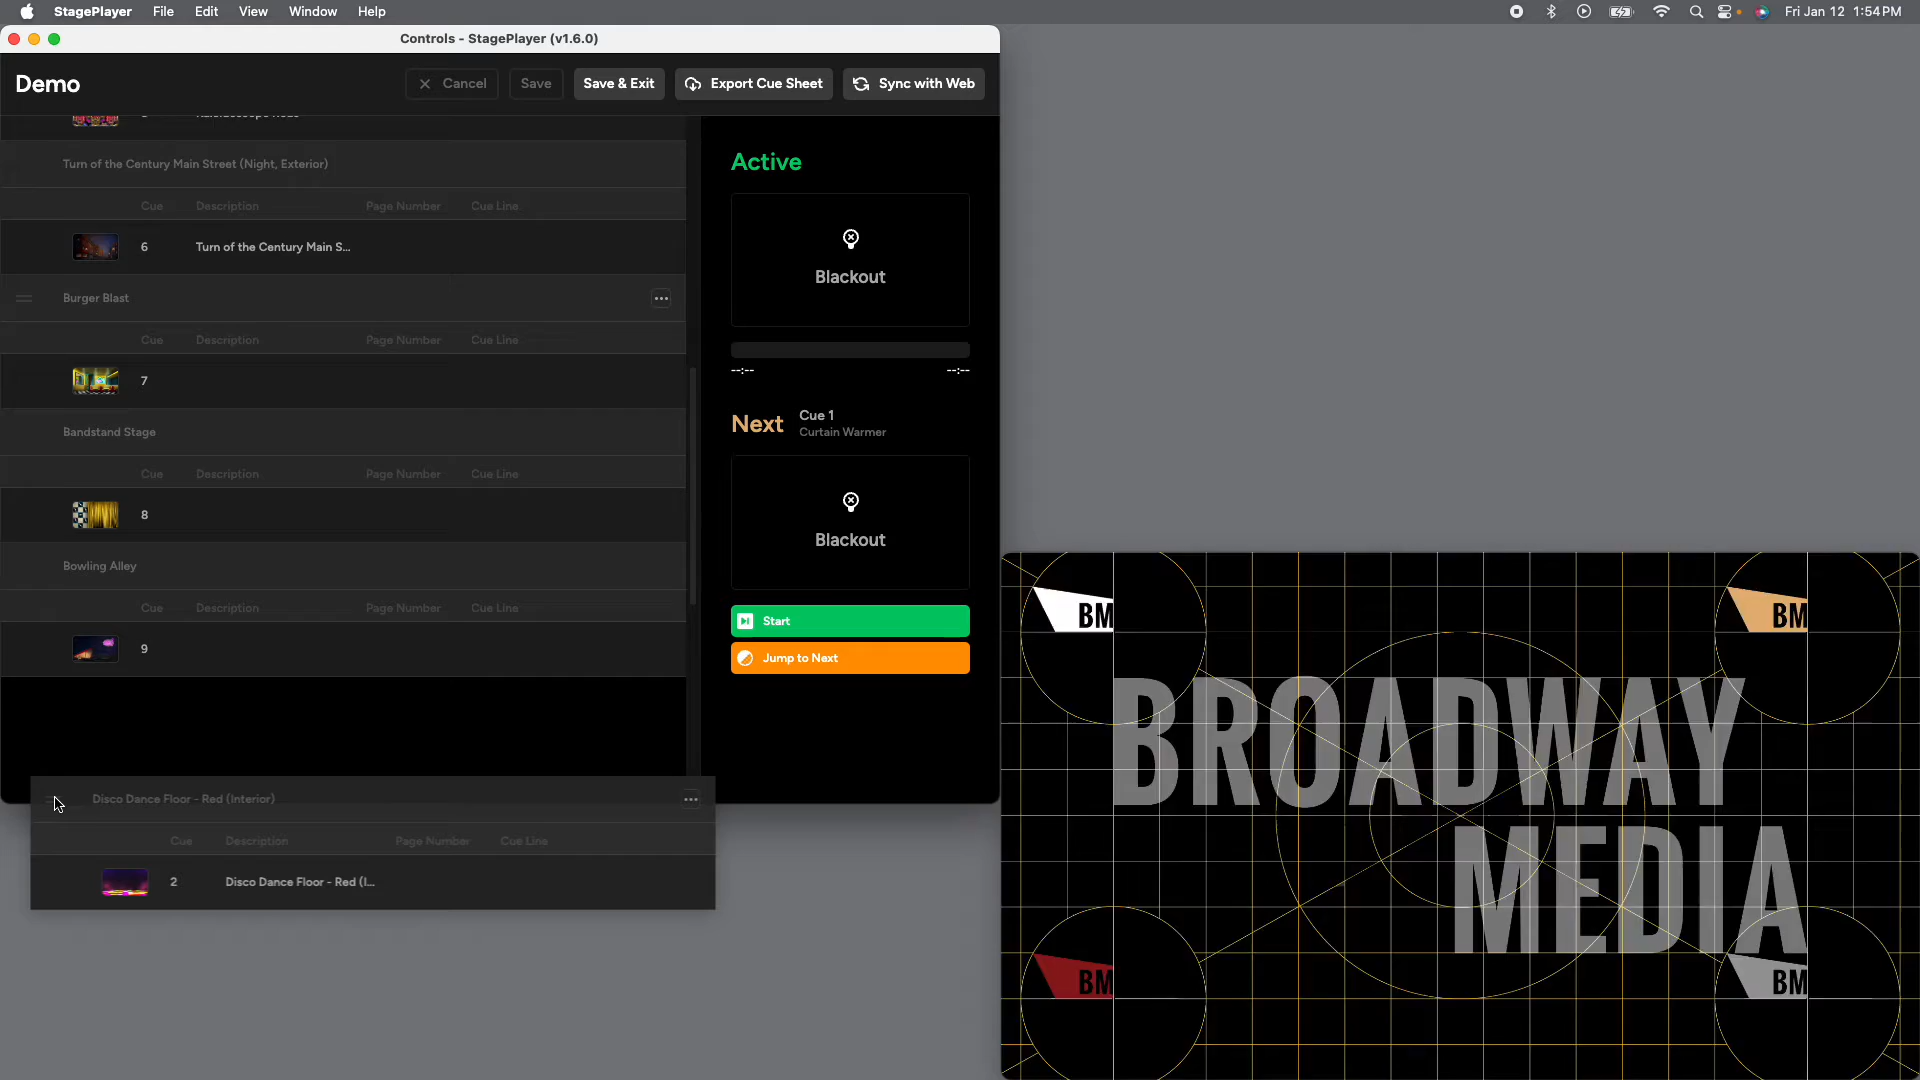 StagePlayer File Edit View Window Help Fri Jan 12 1:54 PM
Controls - StagePlayer (v1.6.0)
Demo Cancel Save Save & Exit Export Cue Sheet Sync with Web
Turn of the Century Main Street (Night, Exterior)
Cue Description Page Number Cue Line
6 Turn of the Century Main S...
Burger Blast
Cue Description Page Number Cue Line
7
Bandstand Stage
Cue Description Page Number Cue Line
8
Bowling Alley
Cue Description Page Number Cue Line
9
Disco Dance Floor - Red (Interior)
Cue Description Page Number Cue Line
2 Disco Dance Floor - Red (I...
Active
Blackout
--:-- --:--
Next Cue 1
Curtain Warmer
Blackout
Start
Jump to Next
BM BM
BROADWAY
MEDIA
BM BM